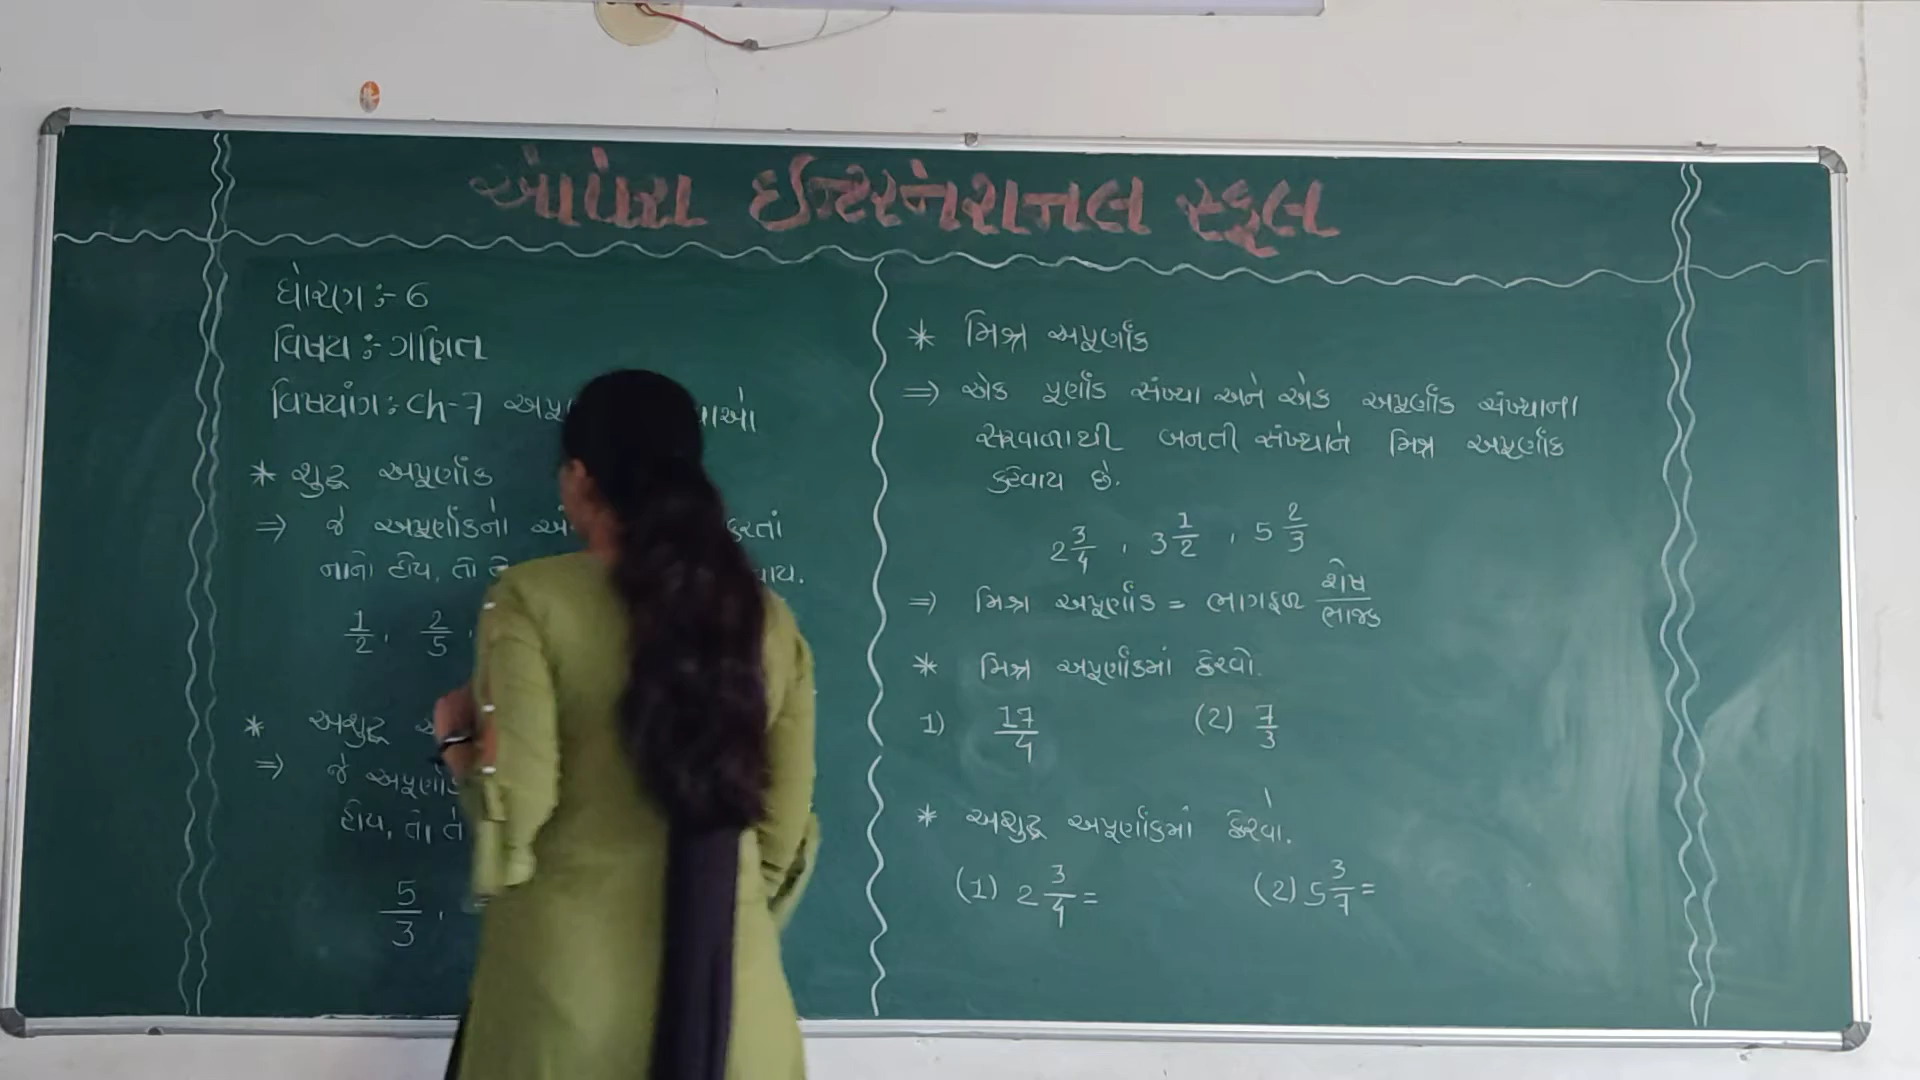 ઇન્ટરનેશનલ સ્કૂલ
ધોરણ :- 6
વિષય :- ગણિત
વિષયાંગ :- Ch-7
* શુદ્ધ અપૂર્ણાંક
⇒ જે અપૂર્ણાંકનો કરતાં
નાનો હોય, તો
1/2, 2/5,
* અશુદ્ધ
⇒ જે
હોય, તો તે
5/3,
* મિશ્ર અપૂર્ણાંક
⇒ એક પૂર્ણાંક સંખ્યા અને એક અપૂર્ણાંક સંખ્યાના
સરવાળાથી બનતી સંખ્યાને મિશ્ર અપૂર્ણાંક
કહેવાય છે.
2 3/4, 3 1/2, 5 2/3
⇒ મિશ્ર અપૂર્ણાંક = ભાગફળ શેષ/ભાજક
* મિશ્ર અપૂર્ણાંકમાં ફેરવો.
1) 17/4 (2) 7/3
* અશુદ્ધ અપૂર્ણાંકમાં ફેરવો.
(1) 2 3/4 = (2) 5 3/7 =